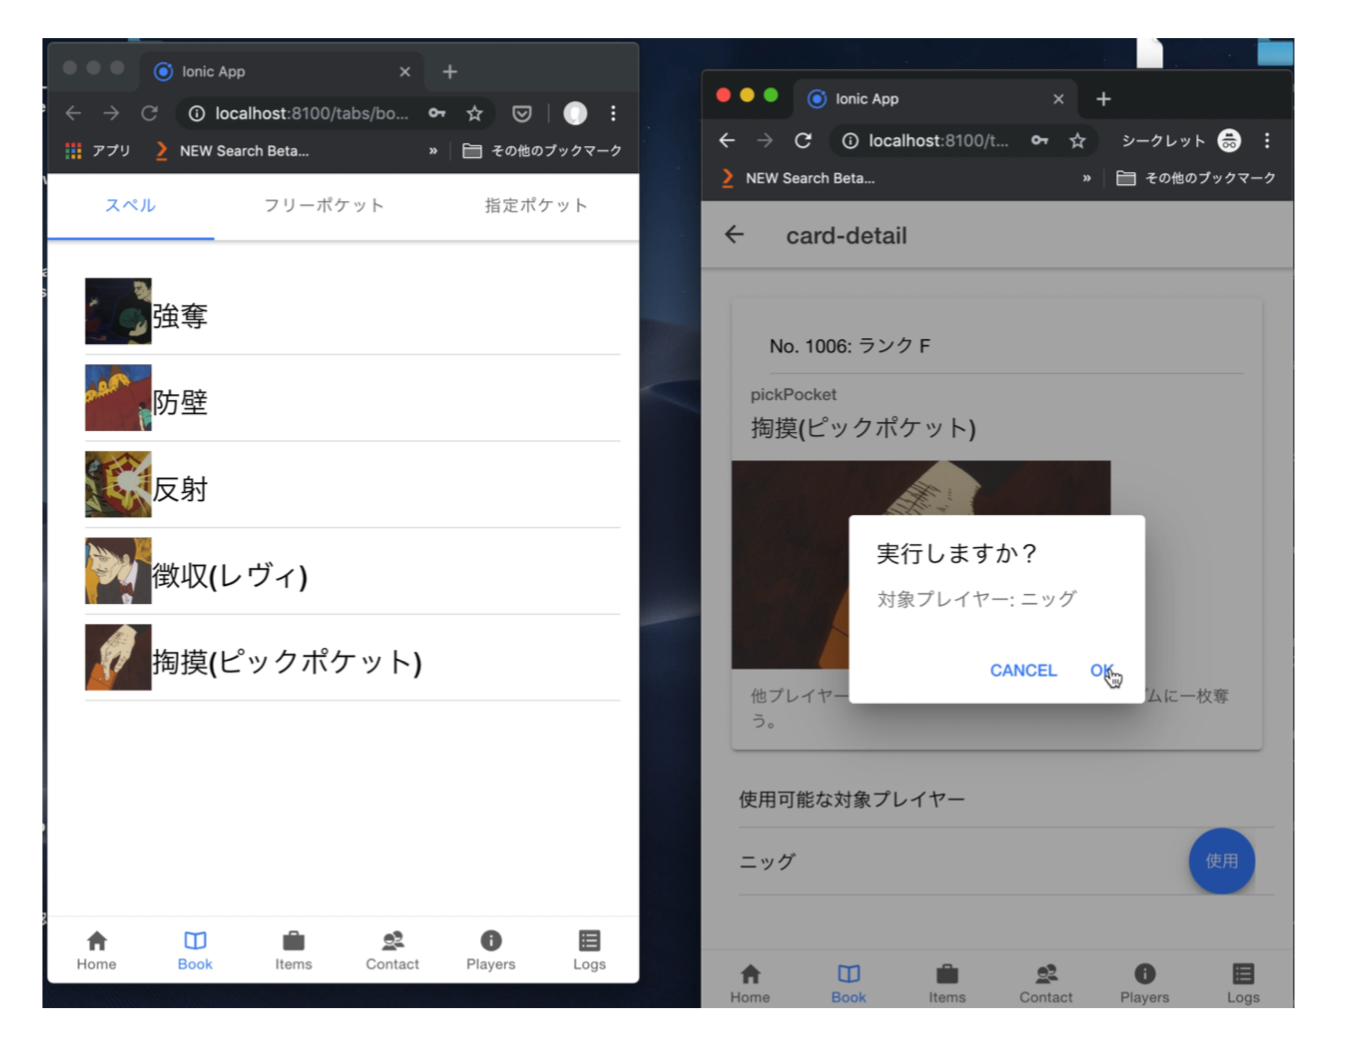 Ionic App
localhost:8100/tabs/bo...
アプリ
NEW Search Beta...
»
その他のブックマーク
スペル
フリーポケット
指定ポケット
強奪
防壁
反射
徴収(レヴィ)
掏摸(ピックポケット)
Home
Book
Items
Contact
Players
Logs
Ionic App
localhost:8100/t...
シークレット
NEW Search Beta...
»
その他のブックマーク
card-detail
No. 1006: ランク F
pickPocket
掏摸(ピックポケット)
実行しますか？
対象プレイヤー: ニッグ
CANCEL
OK
他プレイヤー
ムに一枚奪
う。
使用可能な対象プレイヤー
ニッグ
使用
Home
Book
Items
Contact
Players
Logs